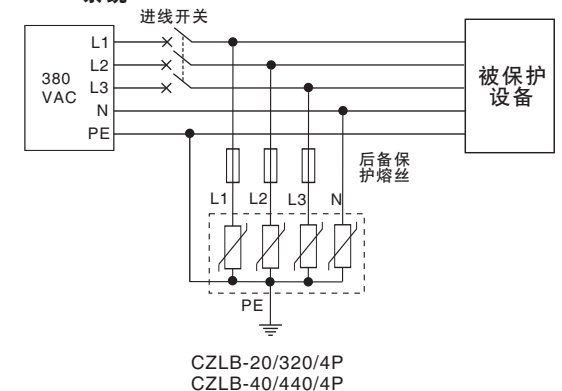 进线开关
L1
L2
L3
N
PE
380
VAC
被保护
设备
后备保
护熔丝
L1
L2
L3
N
PE
CZLB-20/320/4P
CZLB-40/440/4P